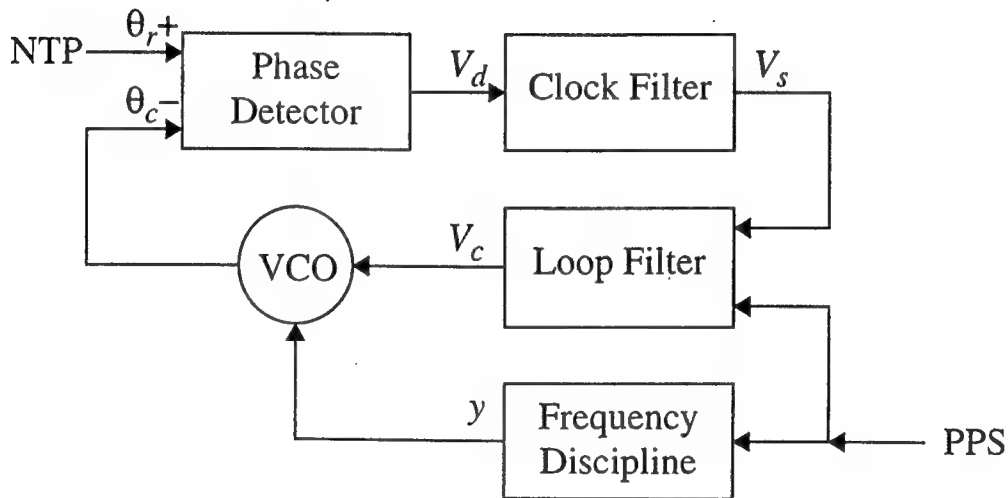 NTP
θr+
θc−
Phase
Detector
Vd
Clock Filter
Vs
VCO
Vc
Loop Filter
y
Frequency
Discipline
PPS